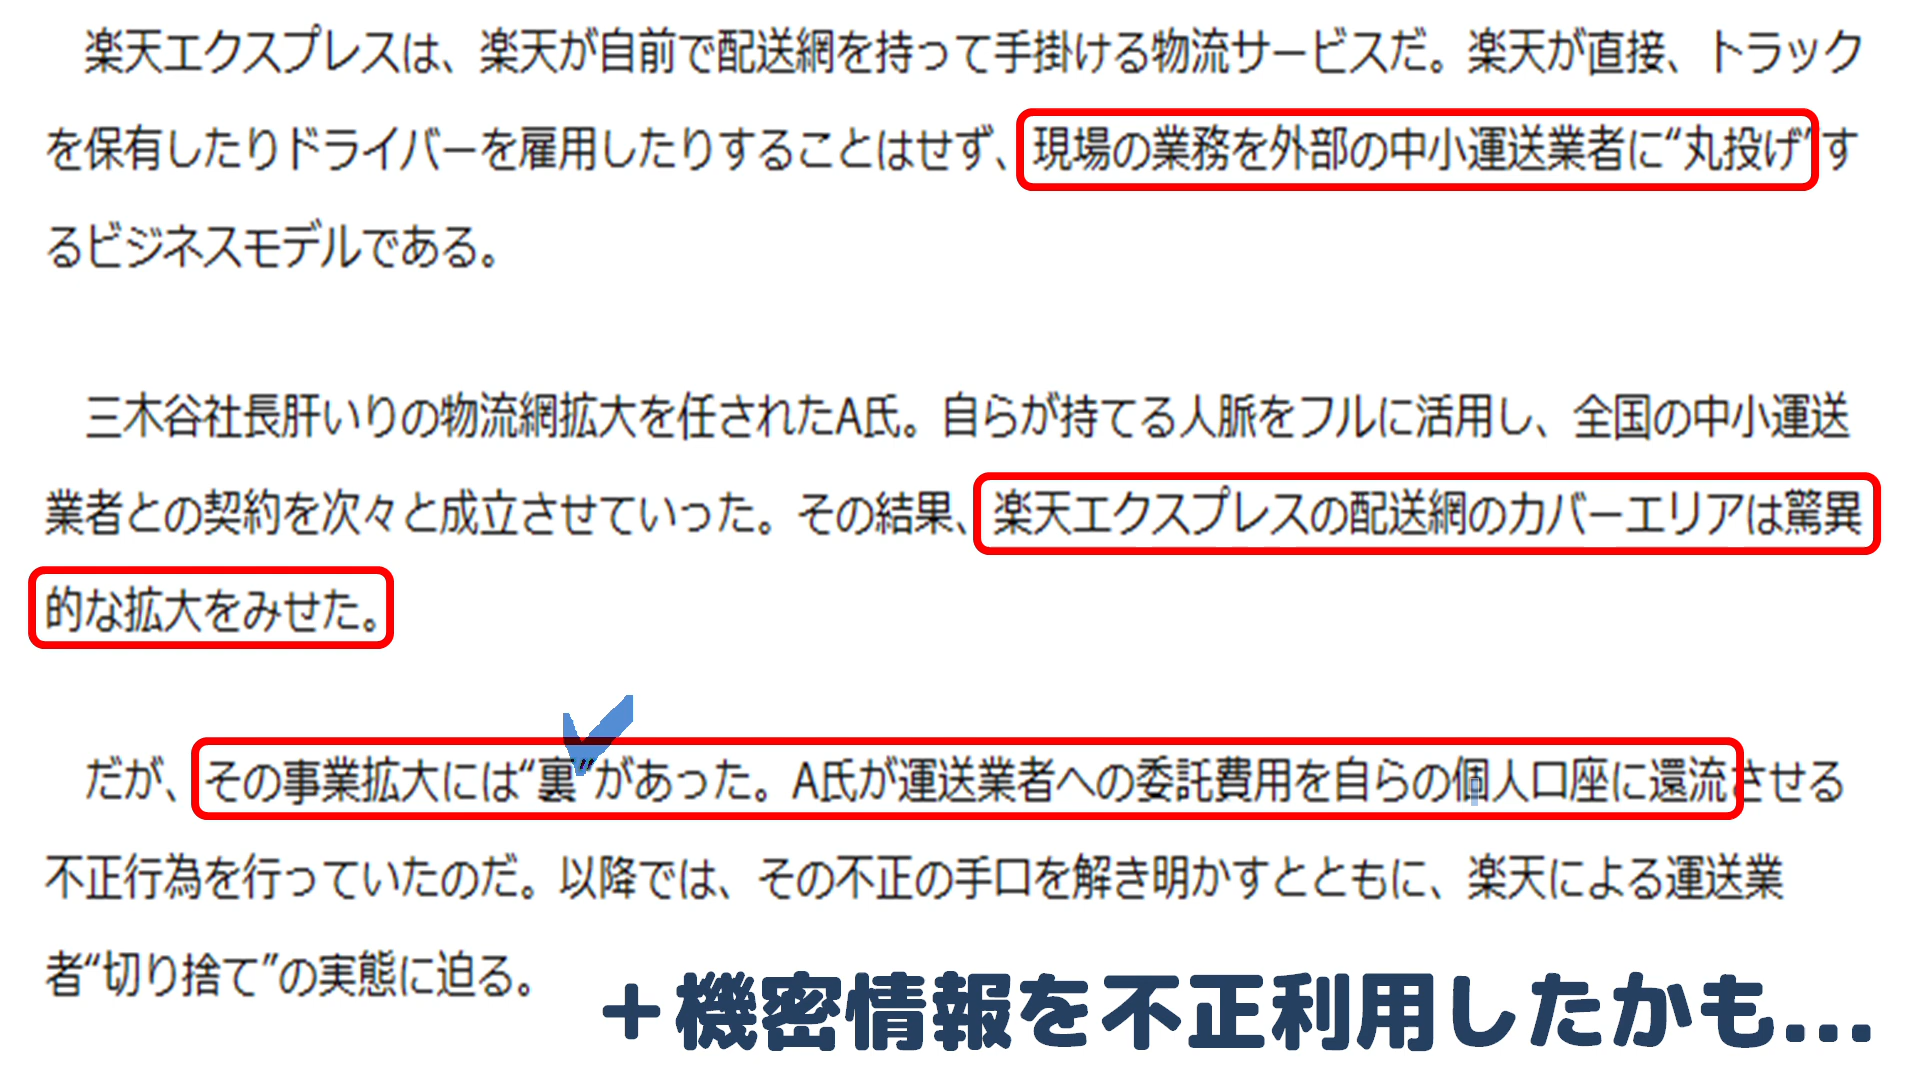 楽天エクスプレスは、楽天が自前で配送網を持って手掛ける物流サービスだ。楽天が直接、トラック
を保有したりドライバーを雇用したりすることはせず、現場の業務を外部の中小運送業者に“丸投げ”す
るビジネスモデルである。
三木谷社長肝いりの物流網拡大を任されたA氏。自らが持てる人脈をフルに活用し、全国の中小運送
業者との契約を次々と成立させていった。その結果、楽天エクスプレスの配送網のカバーエリアは驚異
的な拡大をみせた。
だが、その事業拡大には“裏”があった。A氏が運送業者への委託費用を自らの個人口座に還流させる
不正行為を行っていたのだ。以降では、その不正の手口を解き明かすとともに、楽天による運送業
者“切り捨て”の実態に迫る。
＋機密情報を不正利用したかも...